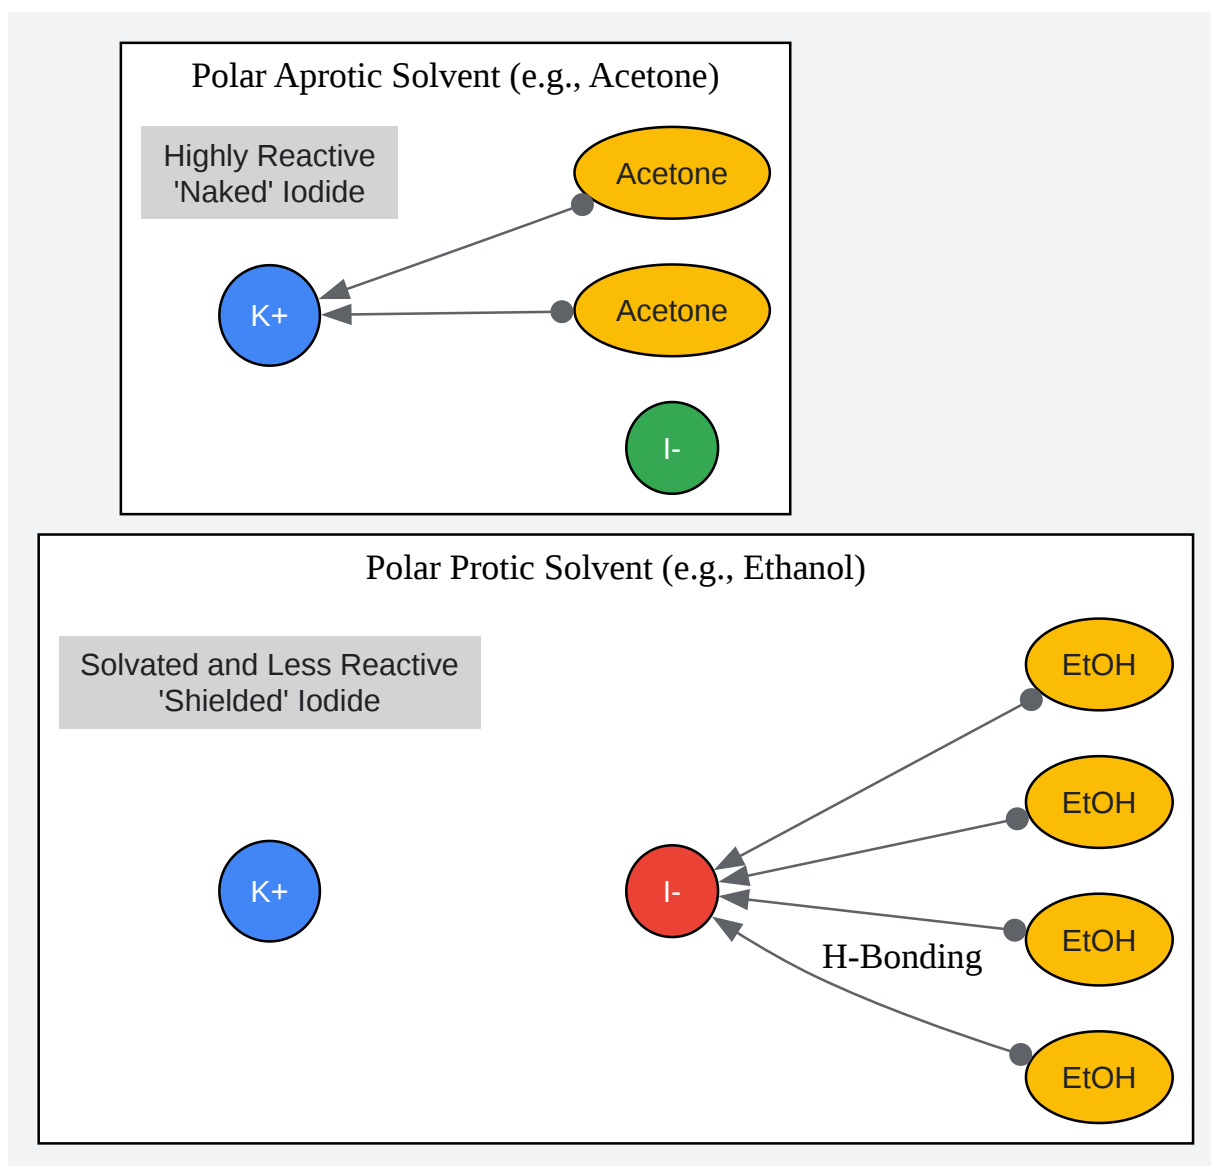 Polar Aprotic Solvent (e.g., Acetone)
Highly Reactive
'Naked' Iodide
Acetone
Acetone
K+
I-
Polar Protic Solvent (e.g., Ethanol)
Solvated and Less Reactive
'Shielded' Iodide
EtOH
EtOH
K+
I-
EtOH
H-Bonding
EtOH